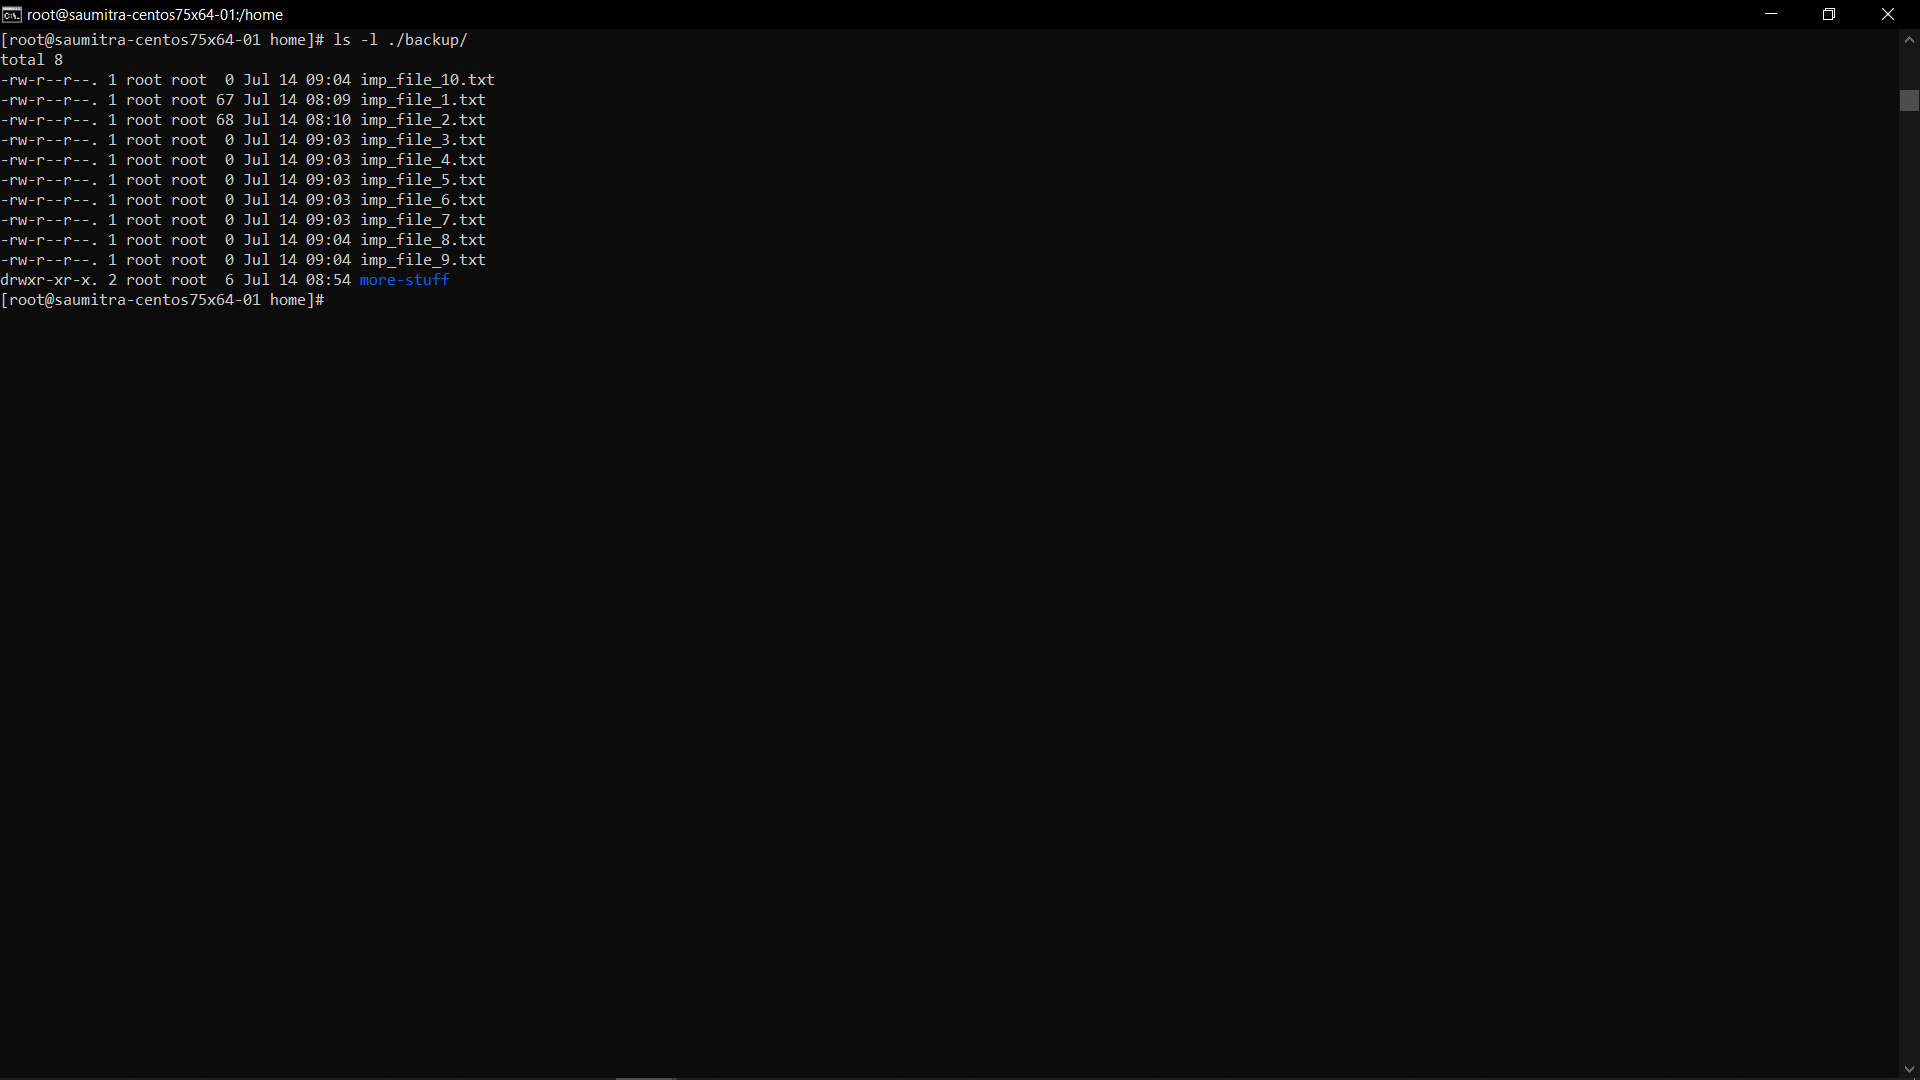 root@saumitra-centos75x64-01:/home
[root@saumitra-centos75x64-01 home]# ls -l ./backup/
total 8
-rw-r--r--. 1 root root  0 Jul 14 09:04 imp_file_10.txt
-rw-r--r--. 1 root root 67 Jul 14 08:09 imp_file_1.txt
-rw-r--r--. 1 root root 68 Jul 14 08:10 imp_file_2.txt
-rw-r--r--. 1 root root  0 Jul 14 09:03 imp_file_3.txt
-rw-r--r--. 1 root root  0 Jul 14 09:03 imp_file_4.txt
-rw-r--r--. 1 root root  0 Jul 14 09:03 imp_file_5.txt
-rw-r--r--. 1 root root  0 Jul 14 09:03 imp_file_6.txt
-rw-r--r--. 1 root root  0 Jul 14 09:03 imp_file_7.txt
-rw-r--r--. 1 root root  0 Jul 14 09:04 imp_file_8.txt
-rw-r--r--. 1 root root  0 Jul 14 09:04 imp_file_9.txt
drwxr-xr-x. 2 root root  6 Jul 14 08:54 more-stuff
[root@saumitra-centos75x64-01 home]#